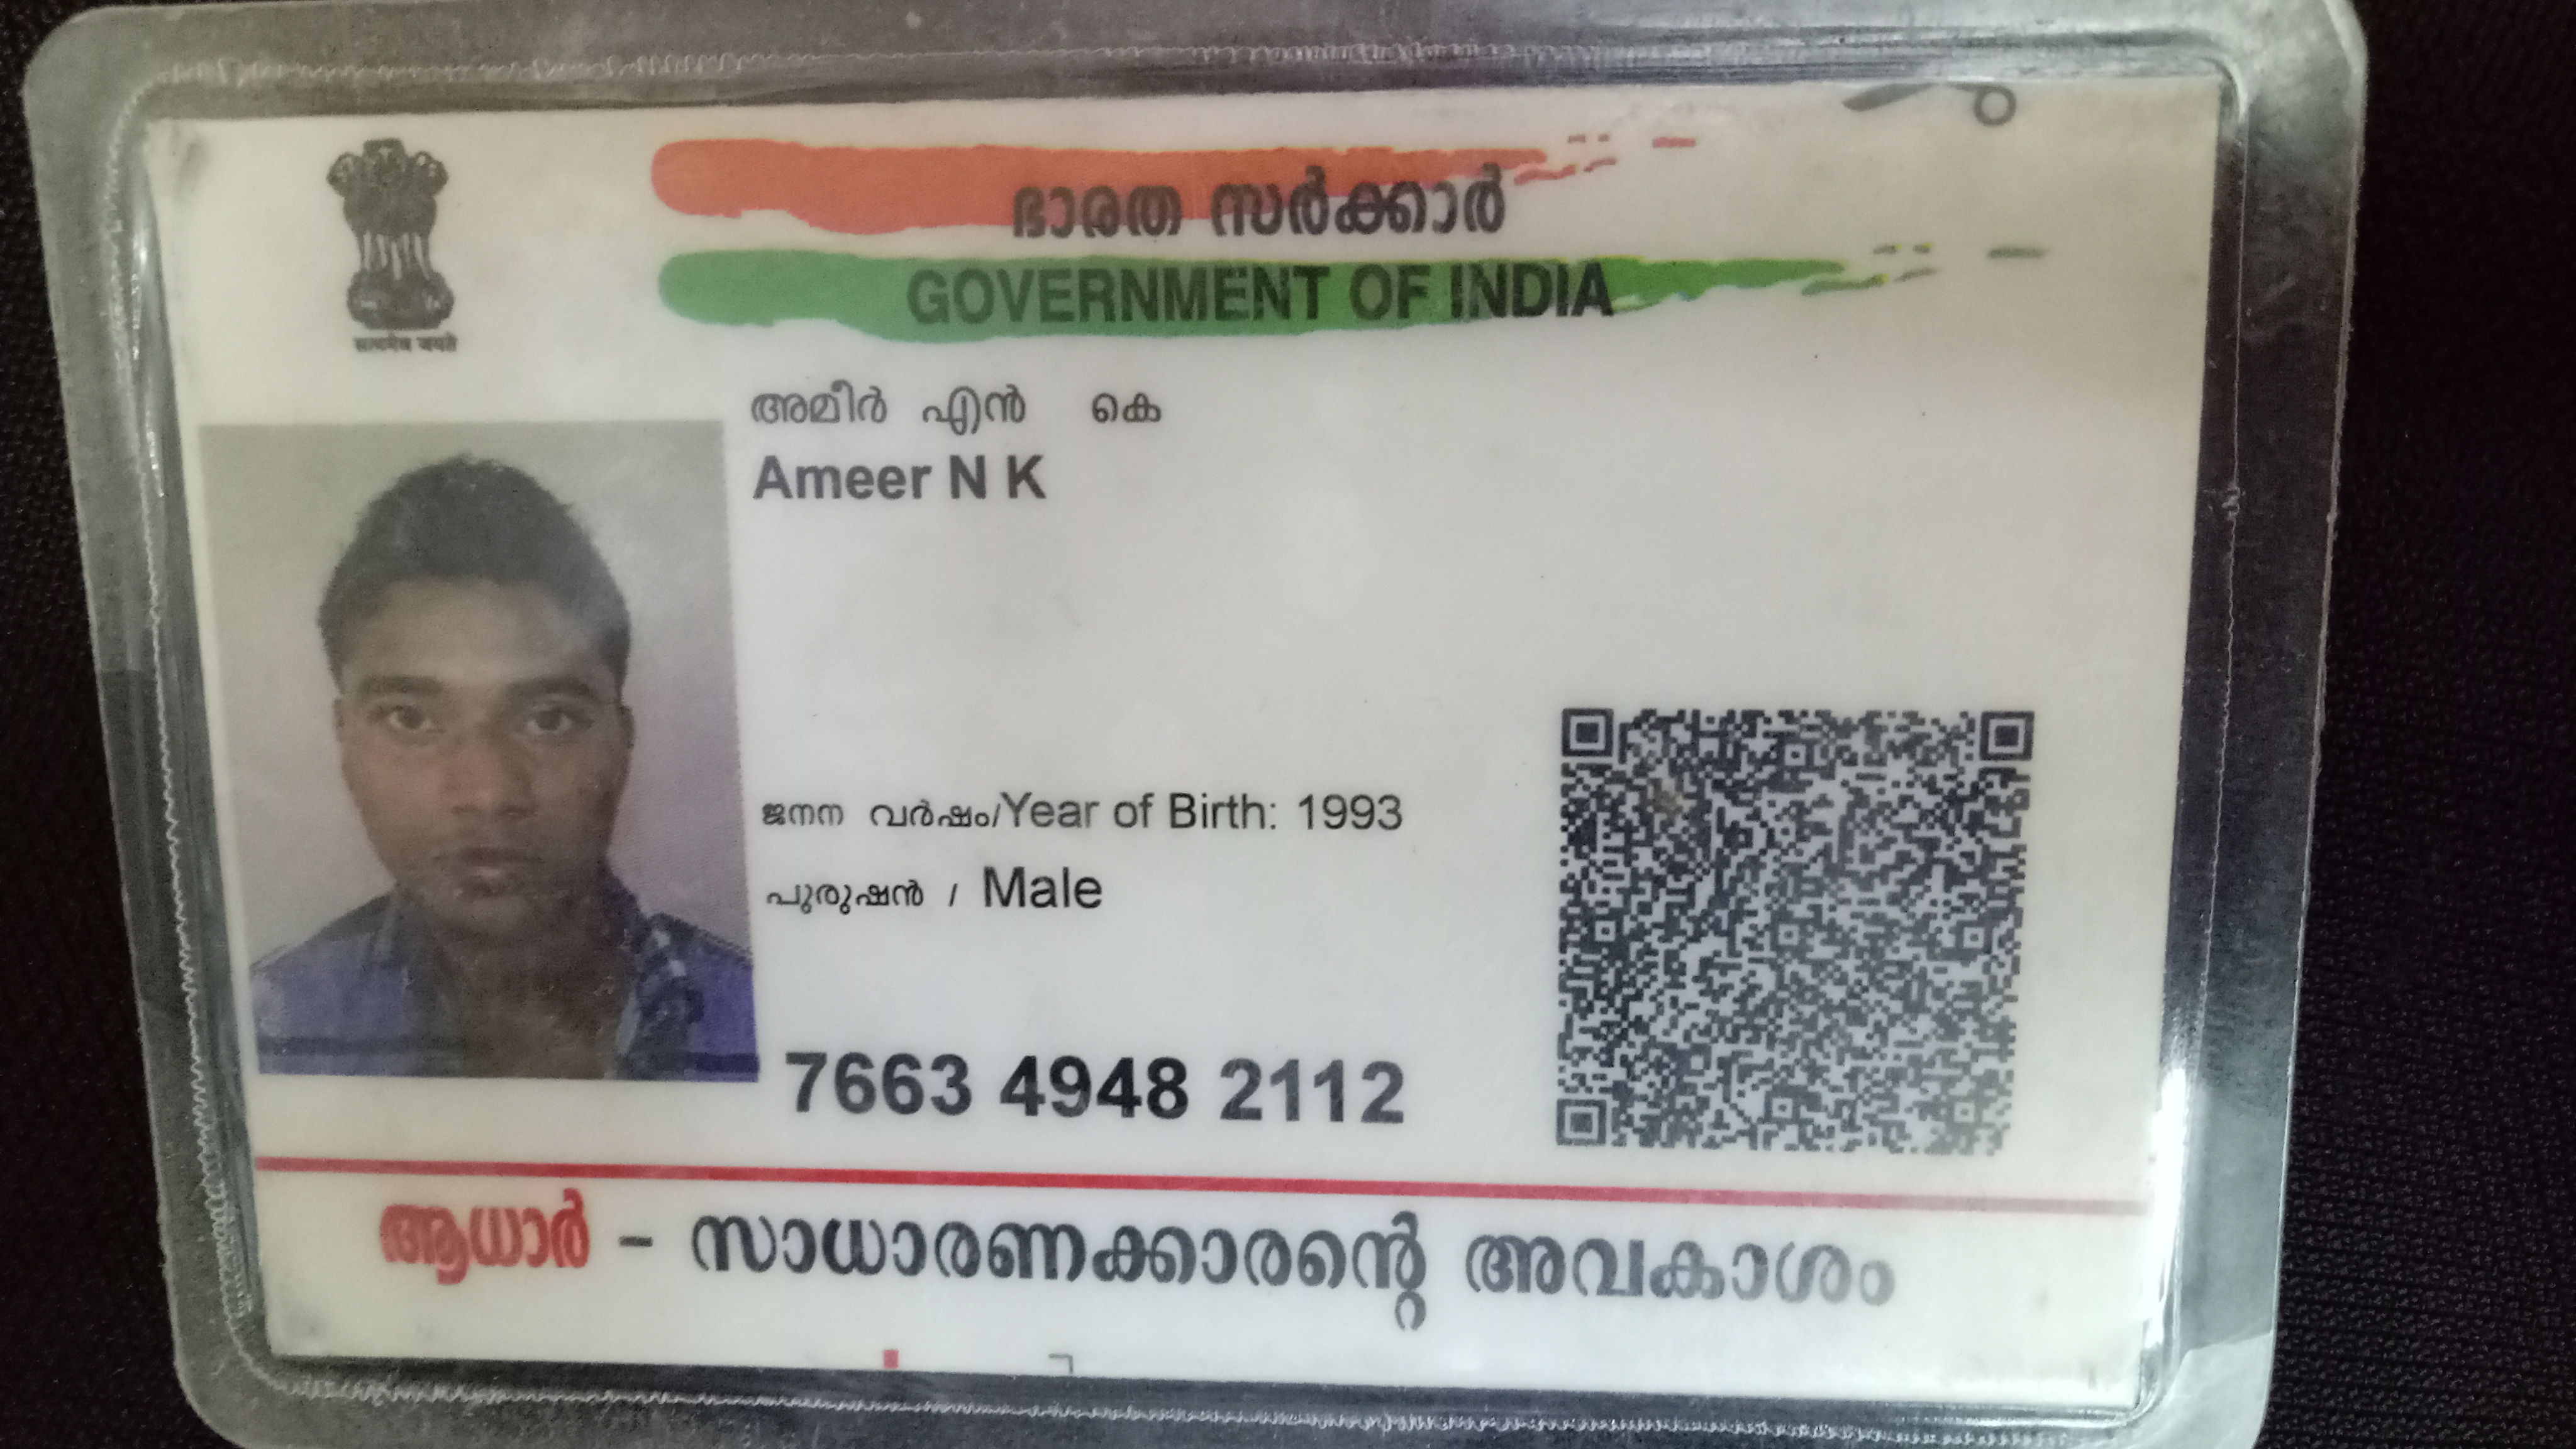 ഭാരത സർക്കാർ
GOVERNMENT OF INDIA
सत्यमेव जयते
അമീർ എൻ കെ
Ameer N K
ജനന വർഷം/Year of Birth: 1993
പുരുഷൻ / Male
7663 4948 2112
ആധാർ - സാധാരണക്കാരന്റെ അവകാശം